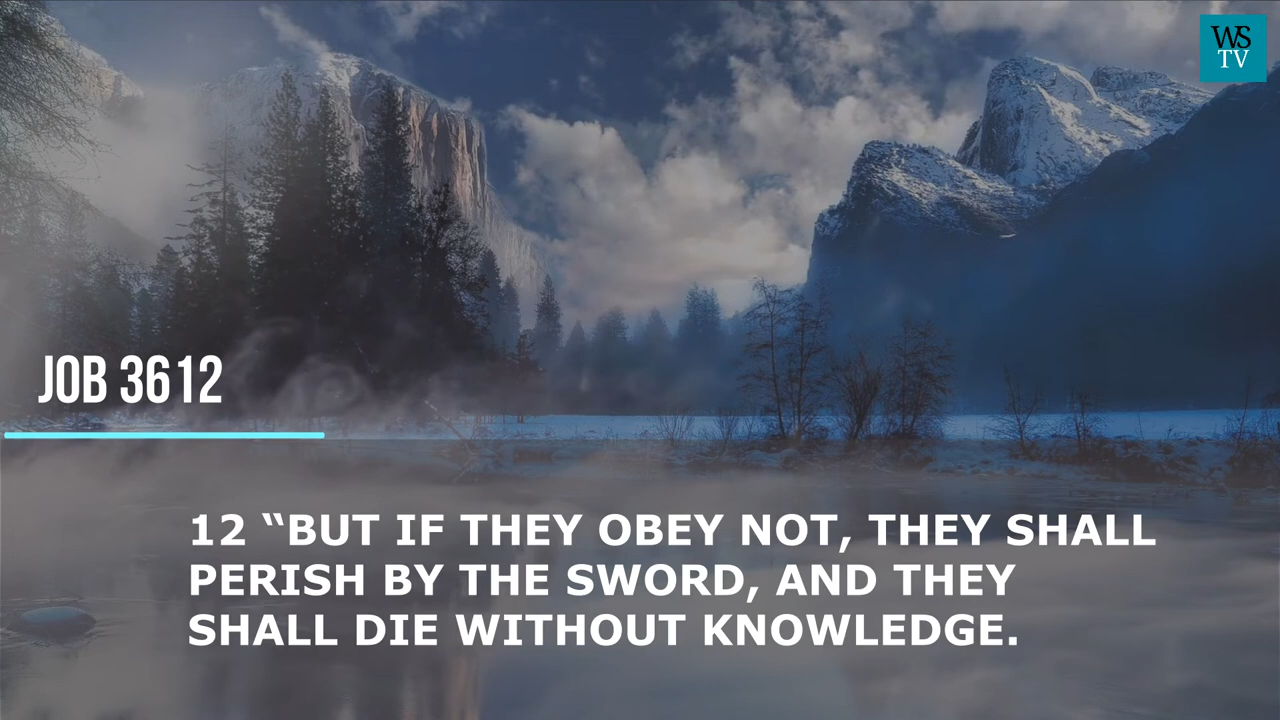 WS
TV
JOB 3612
12 “BUT IF THEY OBEY NOT, THEY SHALL
PERISH BY THE SWORD, AND THEY
SHALL DIE WITHOUT KNOWLEDGE.